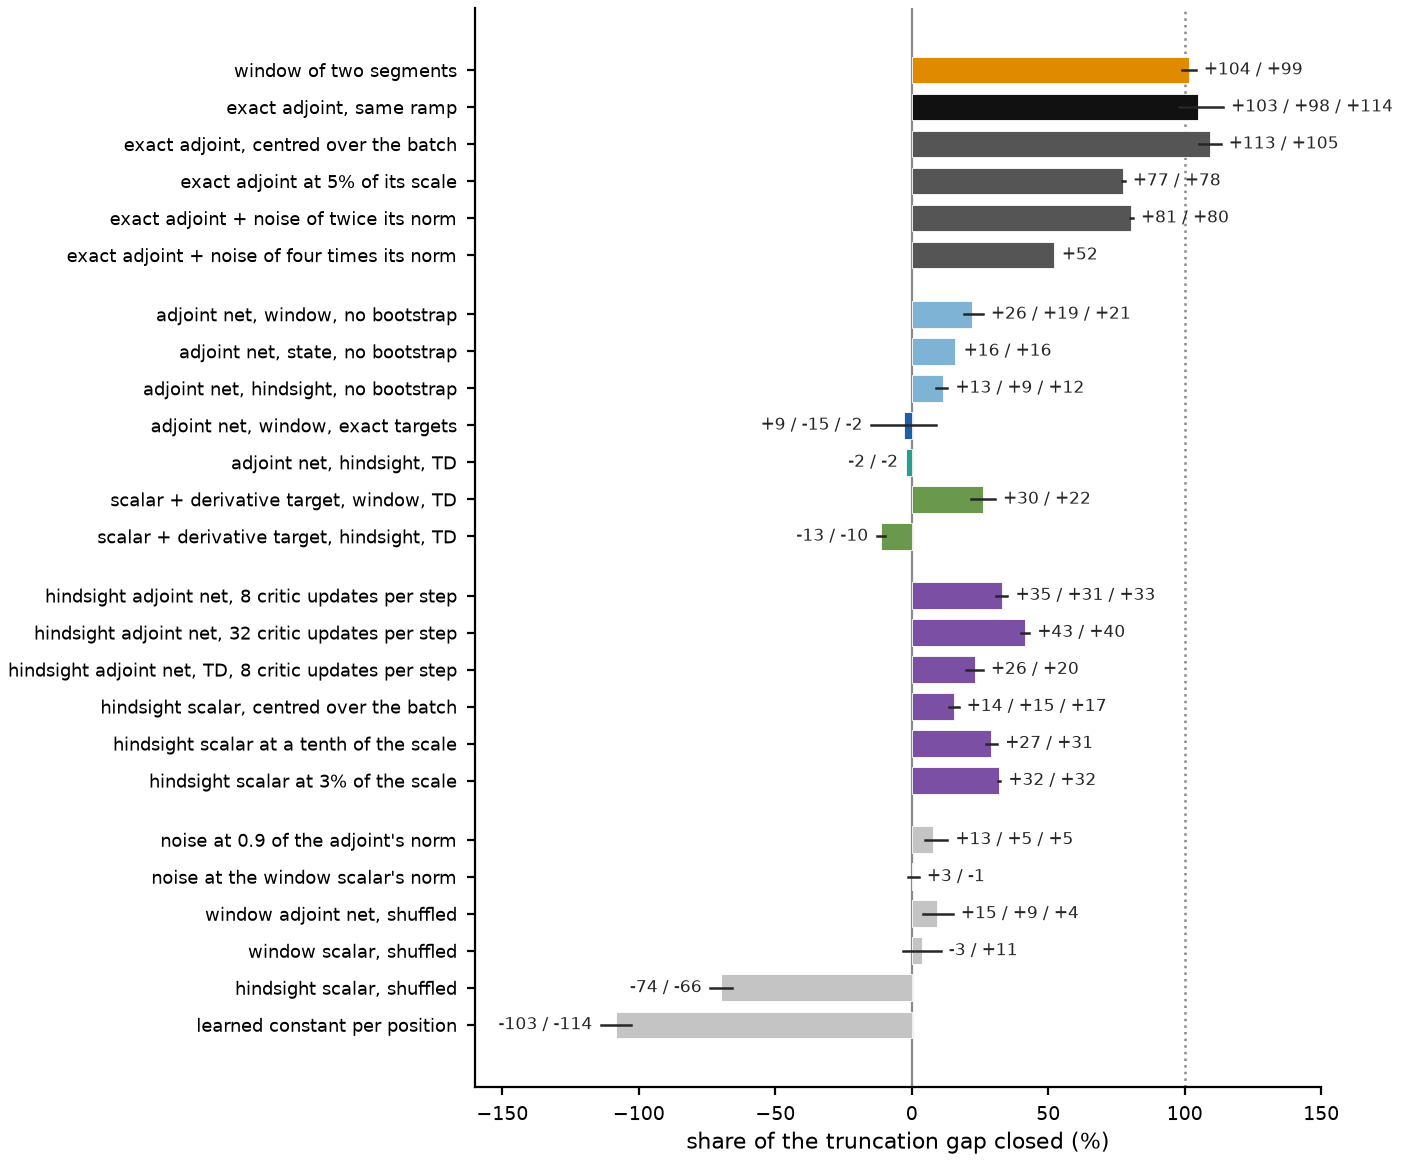 window of two segments +104 / +99
exact adjoint, same ramp +103 / +98 / +114
exact adjoint, centred over the batch +113 / +105
exact adjoint at 5% of its scale +77 / +78
exact adjoint + noise of twice its norm +81 / +80
exact adjoint + noise of four times its norm +52
adjoint net, window, no bootstrap +26 / +19 / +21
adjoint net, state, no bootstrap +16 / +16
adjoint net, hindsight, no bootstrap +13 / +9 / +12
adjoint net, window, exact targets +9 / -15 / -2
adjoint net, hindsight, TD -2 / -2
scalar + derivative target, window, TD +30 / +22
scalar + derivative target, hindsight, TD -13 / -10
hindsight adjoint net, 8 critic updates per step +35 / +31 / +33
hindsight adjoint net, 32 critic updates per step +43 / +40
hindsight adjoint net, TD, 8 critic updates per step +26 / +20
hindsight scalar, centred over the batch +14 / +15 / +17
hindsight scalar at a tenth of the scale +27 / +31
hindsight scalar at 3% of the scale +32 / +32
noise at 0.9 of the adjoint's norm +13 / +5 / +5
noise at the window scalar's norm +3 / -1
window adjoint net, shuffled +15 / +9 / +4
window scalar, shuffled -3 / +11
hindsight scalar, shuffled -74 / -66
learned constant per position -103 / -114
−150 −100 −50 0 50 100 150
share of the truncation gap closed (%)